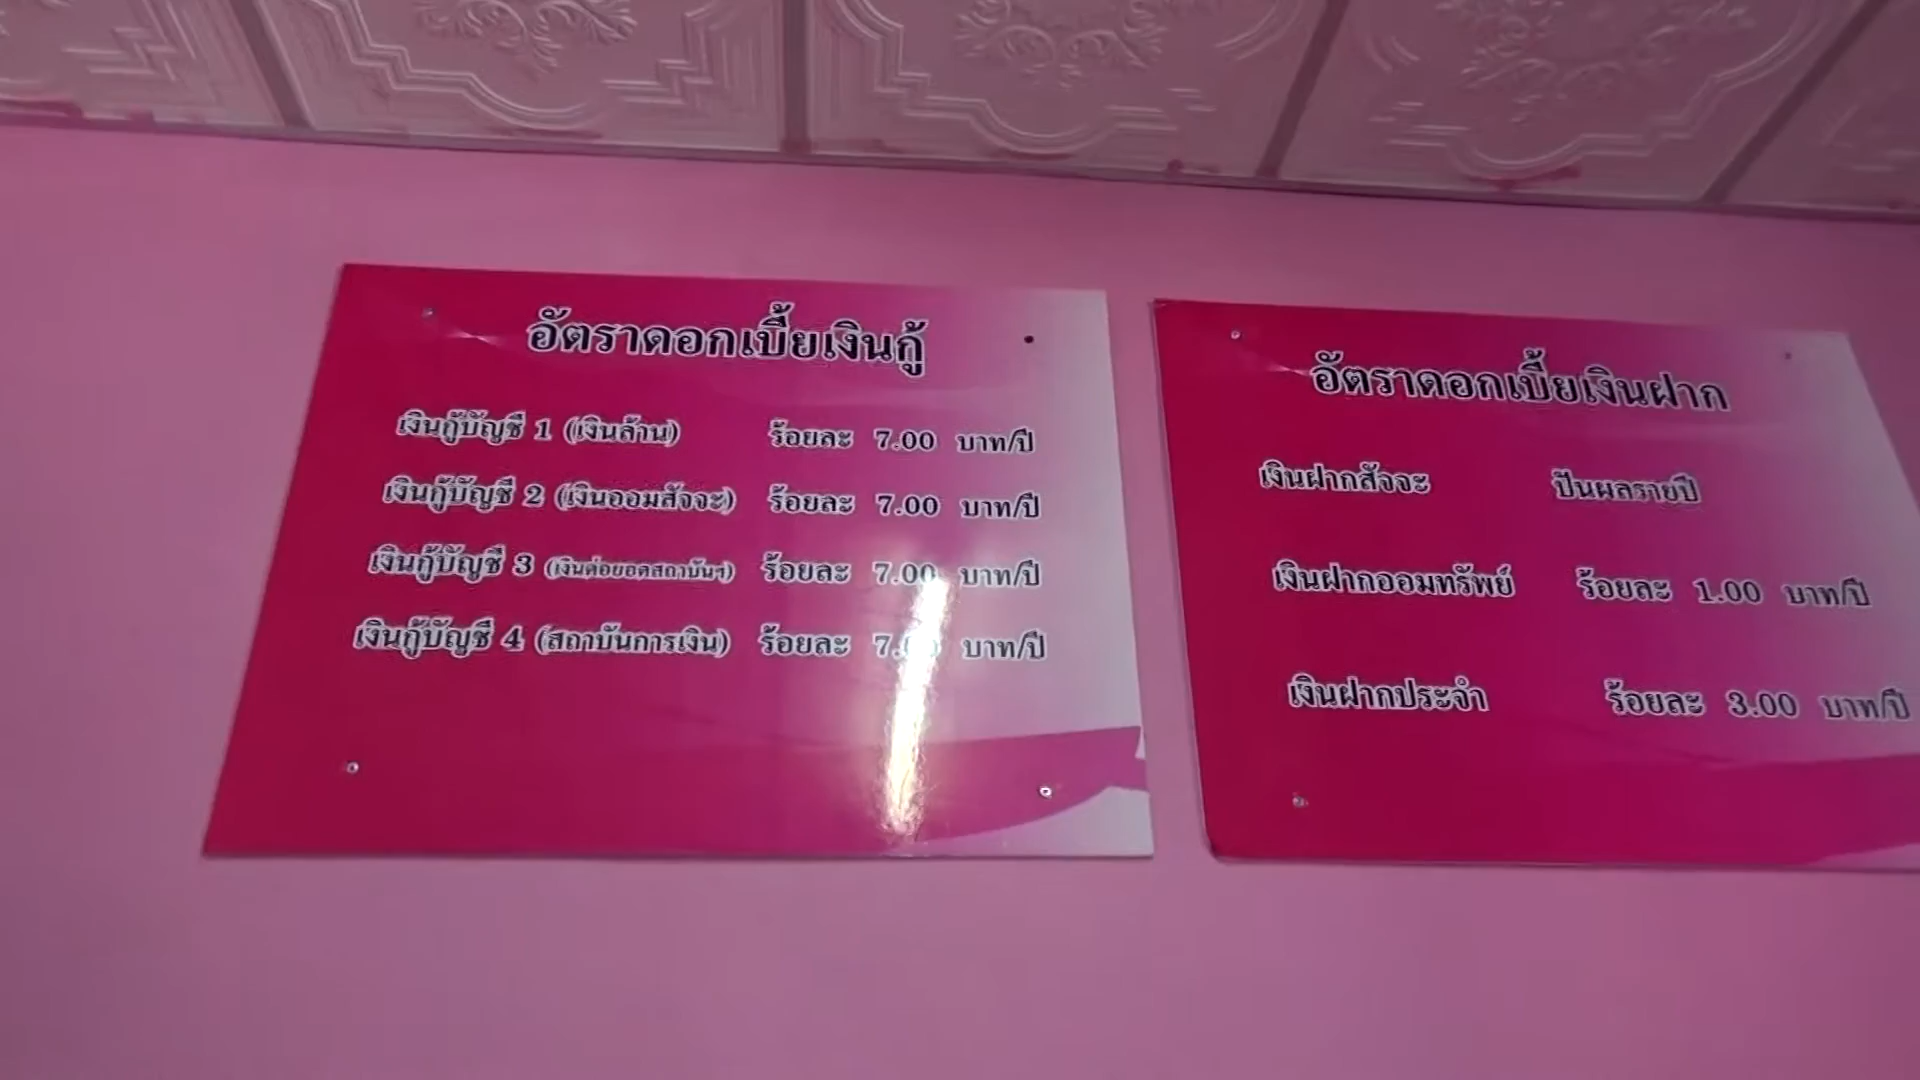 อัตราดอกเบี้ยเงินกู้
เงินกู้บัญชี 1 (เงินล้าน) ร้อยละ 7.00 บาท/ปี
เงินกู้บัญชี 2 (เงินออมสัจจะ) ร้อยละ 7.00 บาท/ปี
เงินกู้บัญชี 3 (เงินต่อยอดสถาบันฯ) ร้อยละ 7.00 บาท/ปี
เงินกู้บัญชี 4 (สถาบันการเงิน) ร้อยละ บาท/ปี
อัตราดอกเบี้ยเงินฝาก
เงินฝากสัจจะ ปันผลรายปี
เงินฝากออมทรัพย์ ร้อยละ 1.00 บาท/ปี
เงินฝากประจำ ร้อยละ 3.00 บาท/ปี